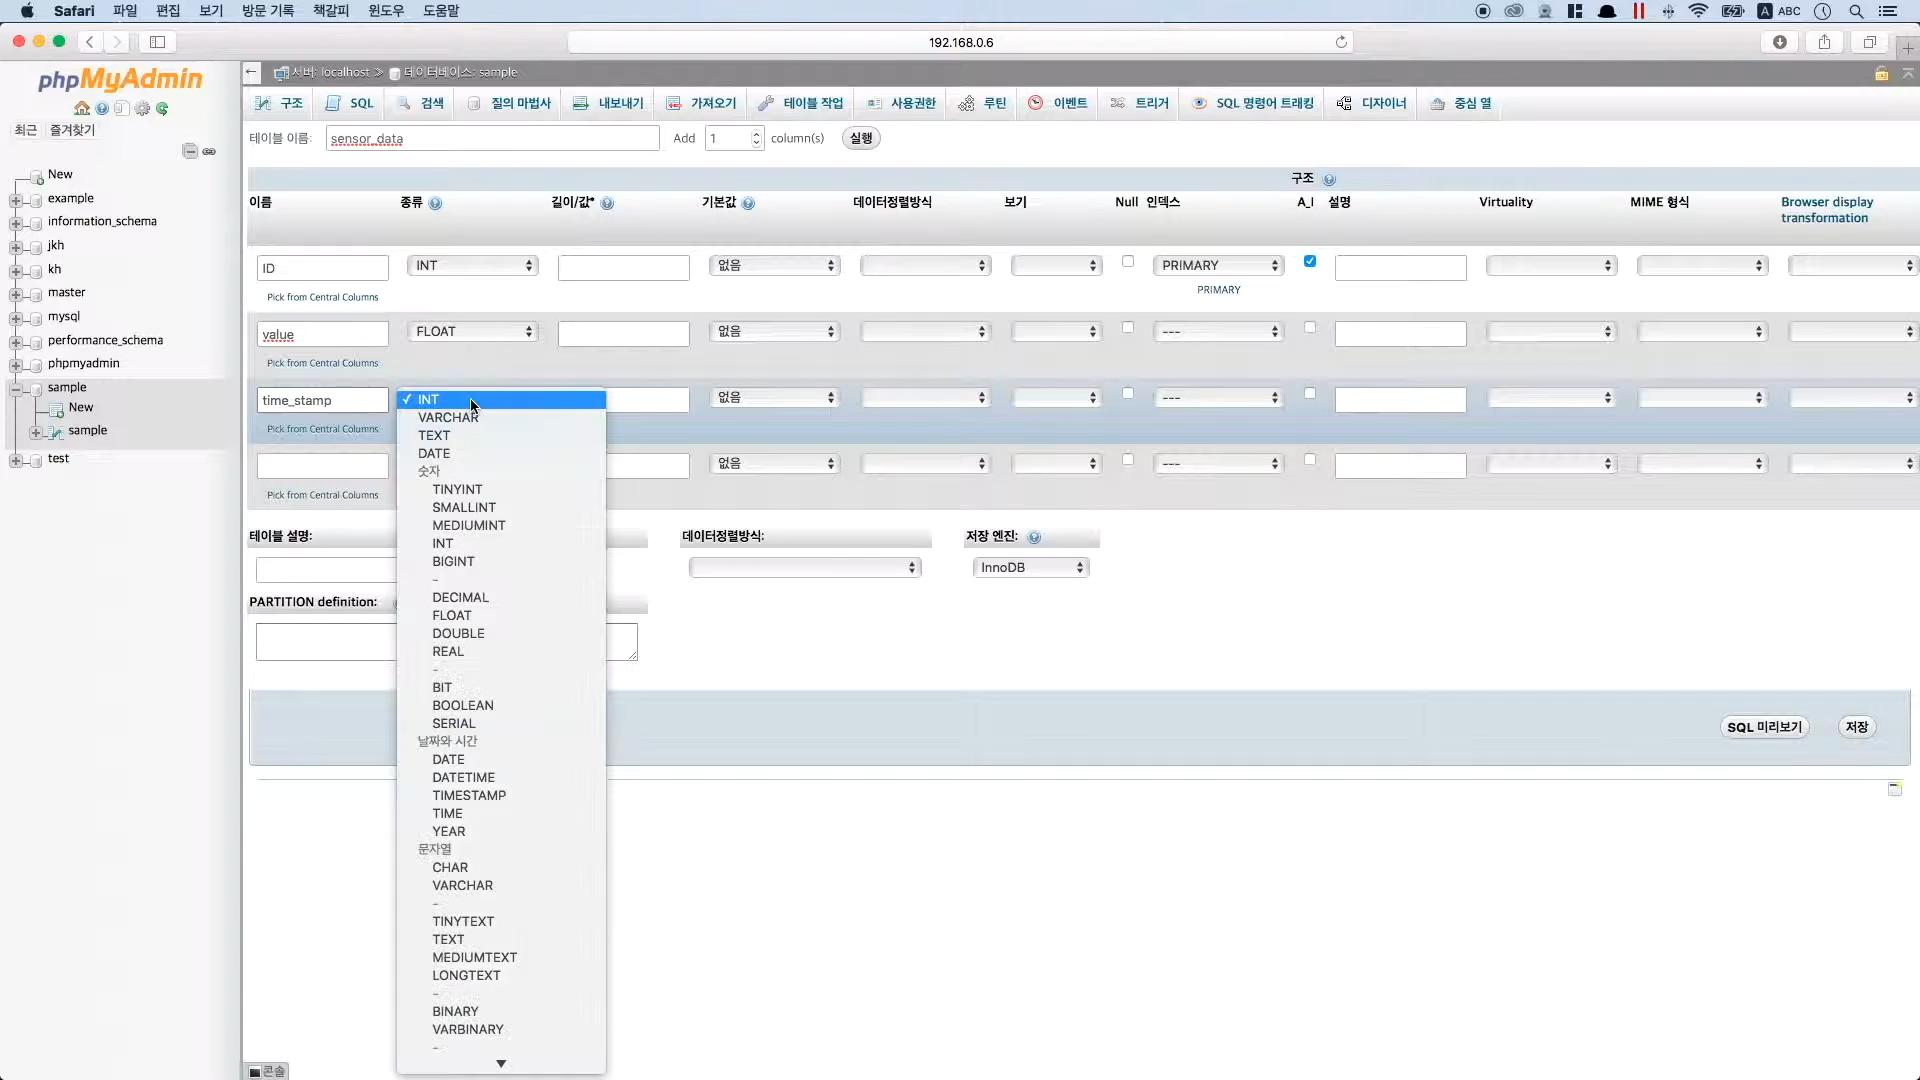 Safari 파일 편집 보기 방문 기록 책갈피 윈도우 도움말 A ABC
192.168.0.6
phpMyAdmin
최근 즐겨찾기
New
example
information_schema
jkh
kh
master
mysql
performance_schema
phpmyadmin
sample
New
sample
test
서버: localhost » 데이터베이스: sample
구조 SQL 검색 질의 마법사 내보내기 가져오기 테이블 작업 사용권한 루틴 이벤트 트리거 SQL 명령어 트래킹 디자이너 중심 열
테이블 이름: sensor_data Add 1 column(s) 실행
구조
이름 종류 길이/값* 기본값 데이터정렬방식 보기 Null 인덱스 A_I 설명 Virtuality MIME 형식 Browser display
transformation
ID INT 없음 PRIMARY
Pick from Central Columns PRIMARY
value FLOAT 없음 ---
Pick from Central Columns
time_stamp 없음 ---
Pick from Central Columns
없음 ---
Pick from Central Columns
✓ INT
VARCHAR
TEXT
DATE
숫자
TINYINT
SMALLINT
MEDIUMINT
INT
BIGINT
-
DECIMAL
FLOAT
DOUBLE
REAL
-
BIT
BOOLEAN
SERIAL
날짜와 시간
DATE
DATETIME
TIMESTAMP
TIME
YEAR
문자열
CHAR
VARCHAR
-
TINYTEXT
TEXT
MEDIUMTEXT
LONGTEXT
-
BINARY
VARBINARY
-
테이블 설명: 데이터정렬방식: 저장 엔진:
InnoDB
PARTITION definition:
SQL 미리보기 저장
콘솔